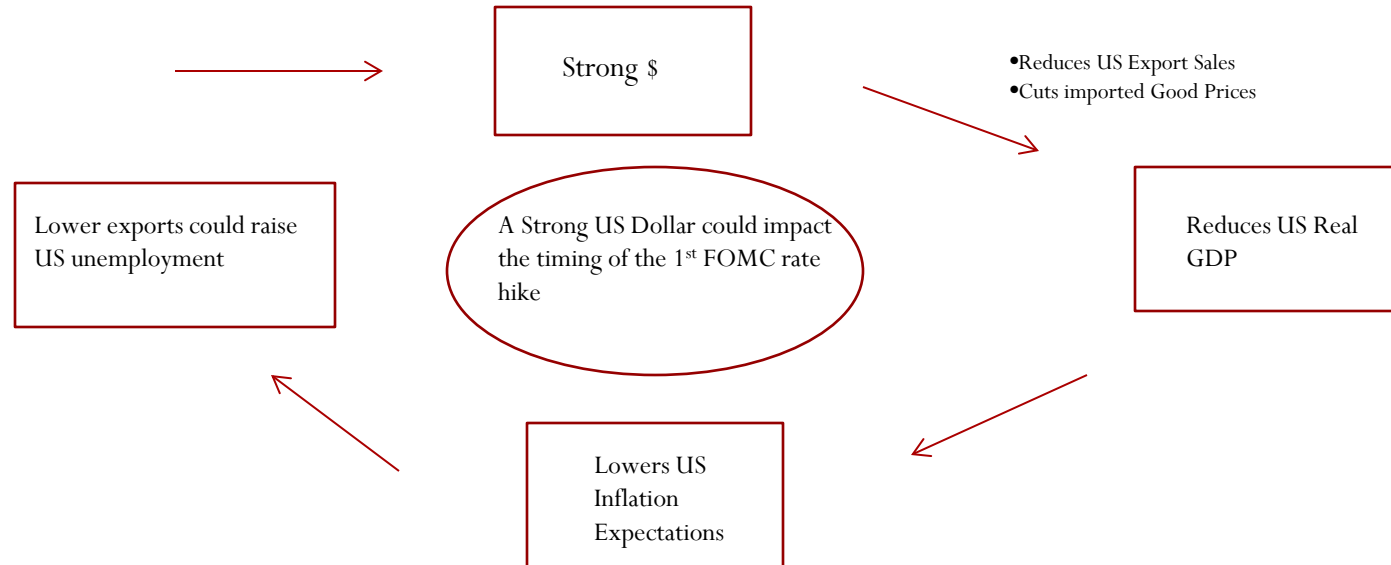 Strong $
•Reduces US Export Sales
•Cuts imported Good Prices
Lower exports could raise
US unemployment
A Strong US Dollar could impact
the timing of the 1st FOMC rate
hike
Reduces US Real
GDP
Lowers US
Inflation
Expectations